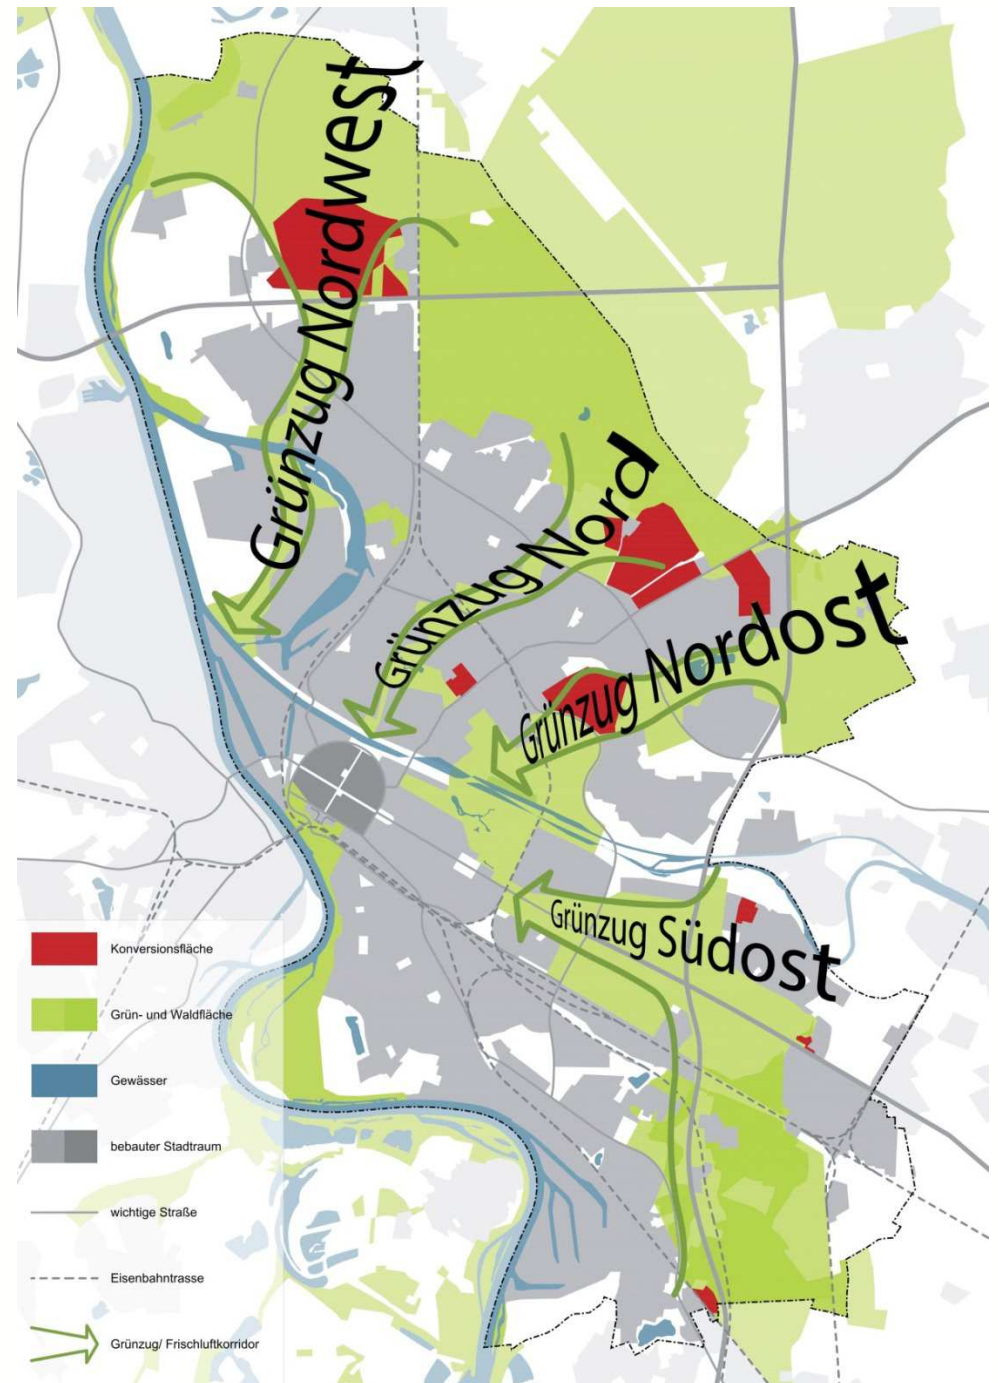 Grünzug Nordwest
Grünzug Nord
Grünzug Nordost
Grünzug Südost
Konversionsfläche
Grün- und Waldfläche
Gewässer
bebauter Stadtraum
wichtige Straße
Eisenbahntrasse
Grünzug/ Frischluftkorridor